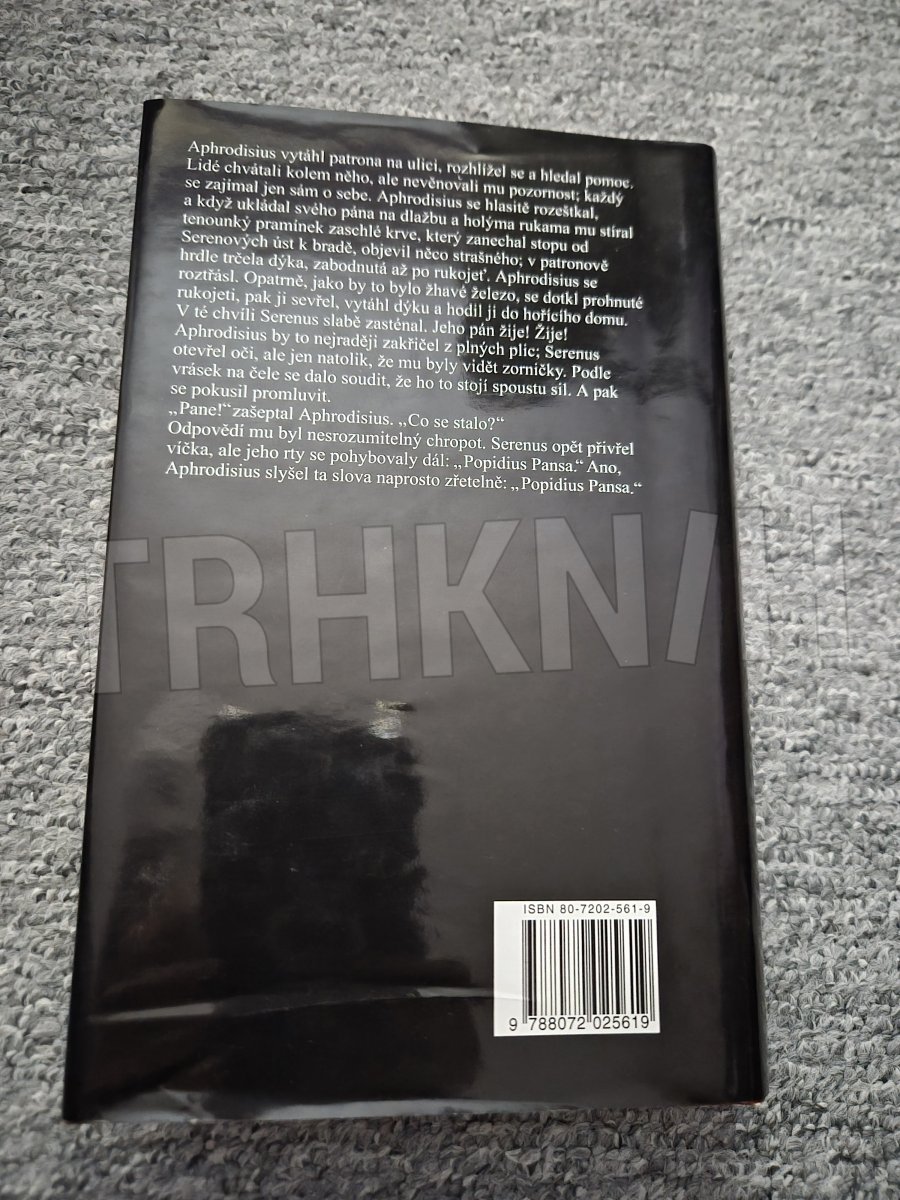 Aphrodisius vytáhl patrona na ulici, rozhlížel se a hledal pomoc.
Lidé chvátali kolem něho, ale nevěnovali mu pozornost; každý
se zajímal jen sám o sebe. Aphrodisius se hlasitě rozeštkal,
a když ukládal svého pána na dlažbu a holýma rukama mu stíral
tenounký pramínek zaschlé krve, který zanechal stopu od
Serenových úst k bradě, objevil něco strašného; v patronově
hrdle trčela dýka, zabodnutá až po rukojeť. Aphrodisius se
roztřásl. Opatrně, jako by to bylo žhavé železo, se dotkl prohnuté
rukojeti, pak ji sevřel, vytáhl dýku a hodil ji do hořícího domu.
V té chvíli Serenus slabě zasténal. Jeho pán žije! Žije!
Aphrodisius by to nejraději zakřičel z plných plic; Serenus
otevřel oči, ale jen natolik, že mu byly vidět zorničky. Podle
vrásek na čele se dalo soudit, že ho to stojí spoustu sil. A pak
se pokusil promluvit.
„Pane!“ zašeptal Aphrodisius. „Co se stalo?“
Odpovědí mu byl nesrozumitelný chropot. Serenus opět přivřel
víčka, ale jeho rty se pohybovaly dál: „Popidius Pansa.“ Ano,
Aphrodisius slyšel ta slova naprosto zřetelně: „Popidius Pansa.“
TRHKNIH
ISBN 80-7202-561-9
9 788072 025619